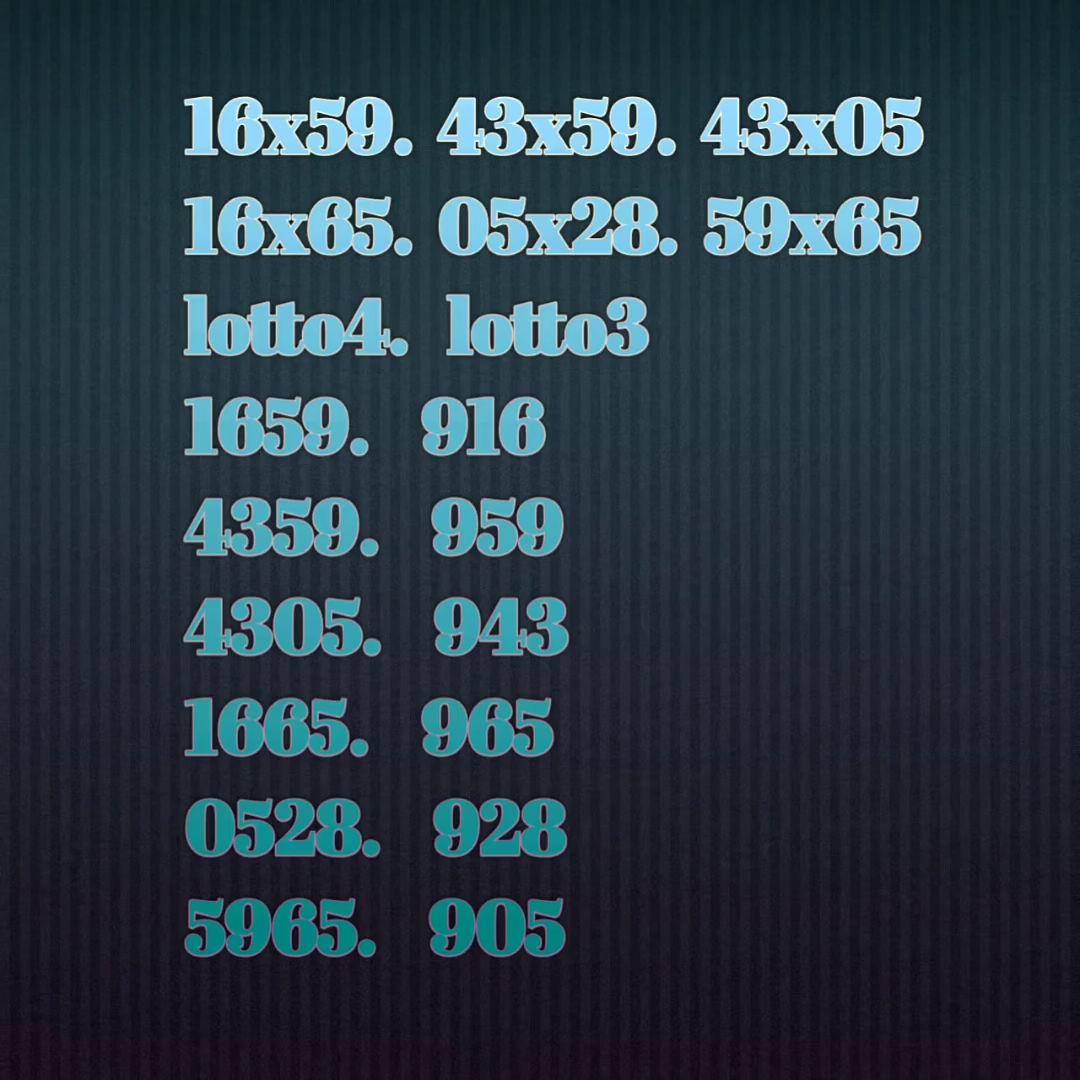 16x59. 43x59. 43x05
16x65. 05x28. 59x65
lotto4. lotto3
1659. 916
4359. 959
4305. 943
1665. 965
0528. 928
5965. 905